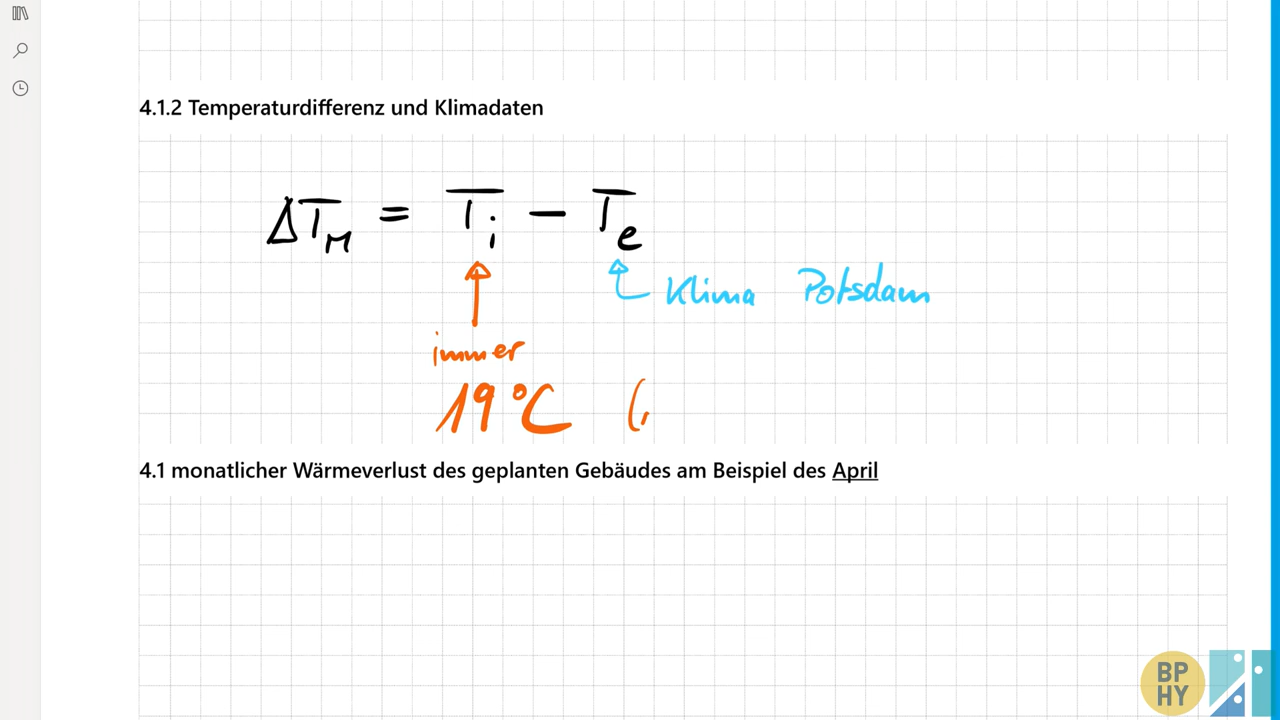 4.1.2 Temperaturdifferenz und Klimadaten
ΔT_M = T_i − T_e
Klima Potsdam
immer
19 °C (
4.1 monatlicher Wärmeverlust des geplanten Gebäudes am Beispiel des April
BP
HY